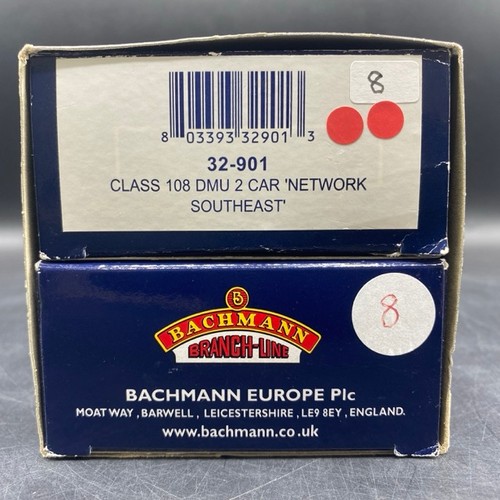 8
8 03393 32901 3
32-901
CLASS 108 DMU 2 CAR 'NETWORK
SOUTHEAST'
B
BACHMANN
BRANCH-LINE
8
BACHMANN EUROPE Plc
MOAT WAY , BARWELL , LEICESTERSHIRE , LE9 8EY , ENGLAND.
www.bachmann.co.uk